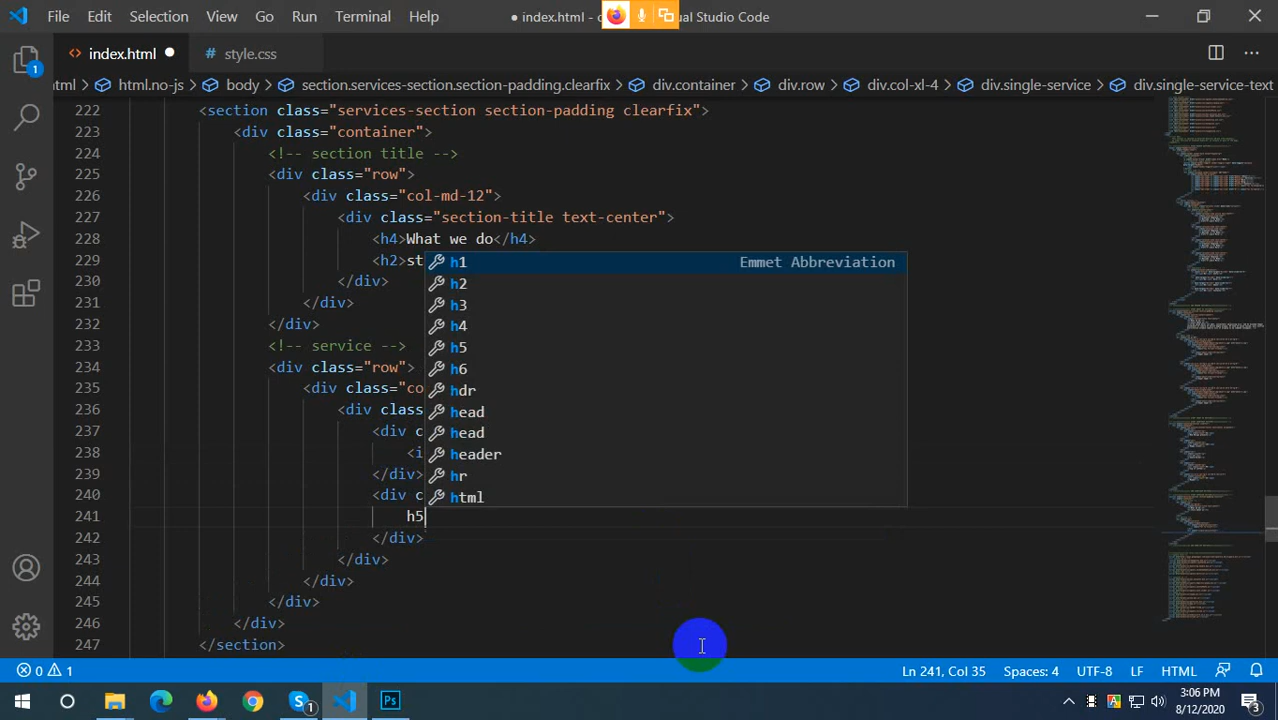 File Edit Selection View Go Run Terminal Help
● index.html - ual Studio Code
index.html ●
# style.css
1
tml > html.no-js > body > section.services-section.section-padding.clearfix > div.container > div.row > div.col-xl-4 > div.single-service > div.single-service-text
222 <section class="services-section section-padding clearfix">
223 <div class="container">
224 <!-- section title -->
225 <div class="row">
226 <div class="col-md-12">
227 <div class="section-title text-center">
228 <h4>What we do</h4>
229 <h2>st
230 </div>
231 </div>
232 </div>
233 <!-- service -->
234 <div class="row">
235 <div class="co
236 <div class
237 <div c
238 <i
239 </div>
240 <div c
241 h5
242 </div>
243 </div>
244 </div>
245 </div>
246 </div>
247 </section>
h1 Emmet Abbreviation
h2
h3
h4
h5
h6
hdr
head
head
header
hr
html
0 1
Ln 241, Col 35 Spaces: 4 UTF-8 LF HTML
S 1
Ps
A
3:06 PM
8/12/2020
3